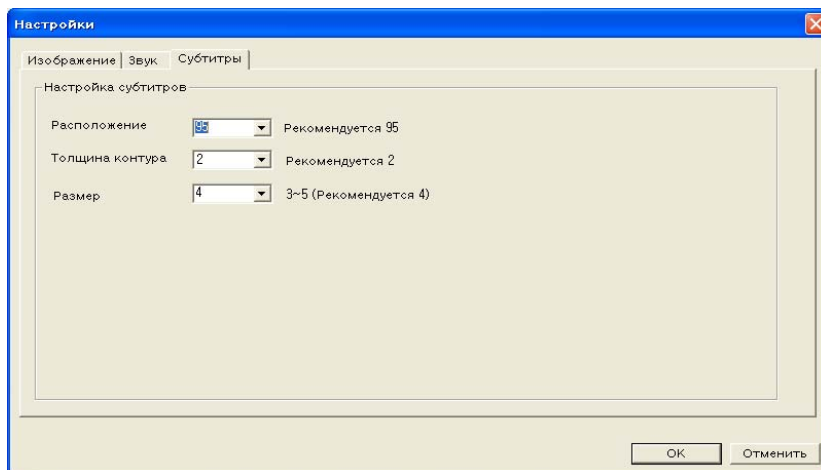 Настройки
Изображение Звук Субтитры
Настройка субтитров
Расположение 95 Рекомендуется 95
Толщина контура 2 Рекомендуется 2
Размер 4 3~5 (Рекомендуется 4)
OK Отменить